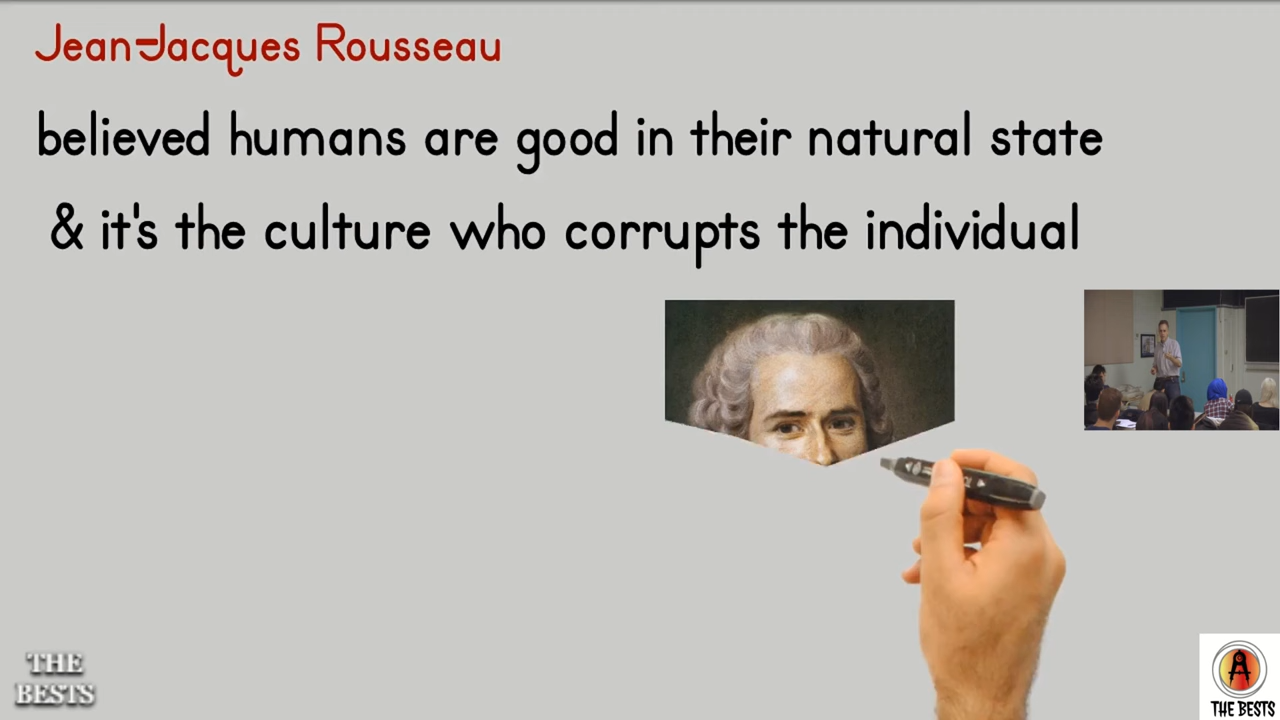 Jean-Jacques Rousseau
believed humans are good in their natural state
& it's the culture who corrupts the individual
THE
BESTS
THE BESTS